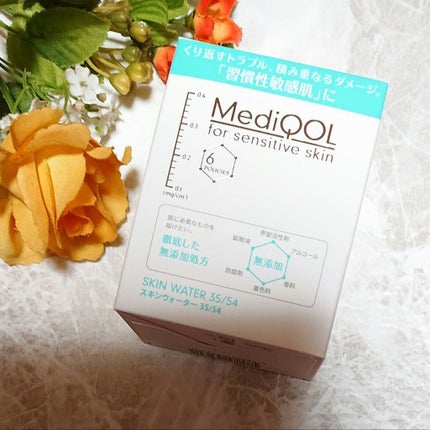 くり返すトラブル、積み重なるダメージ。
「習慣性敏感肌」に
0.4
0.3
0.2
0.1
(mg/cm²)
MediQOL
for sensitive skin
6
POLICIES
肌に必要なものを
届けたい。
徹底した
無添加処方
界面活性剤
鉱物油
アルコール
無添加
防腐剤
香料
着色料
SKIN WATER 35/54
スキンウォーター 35/54